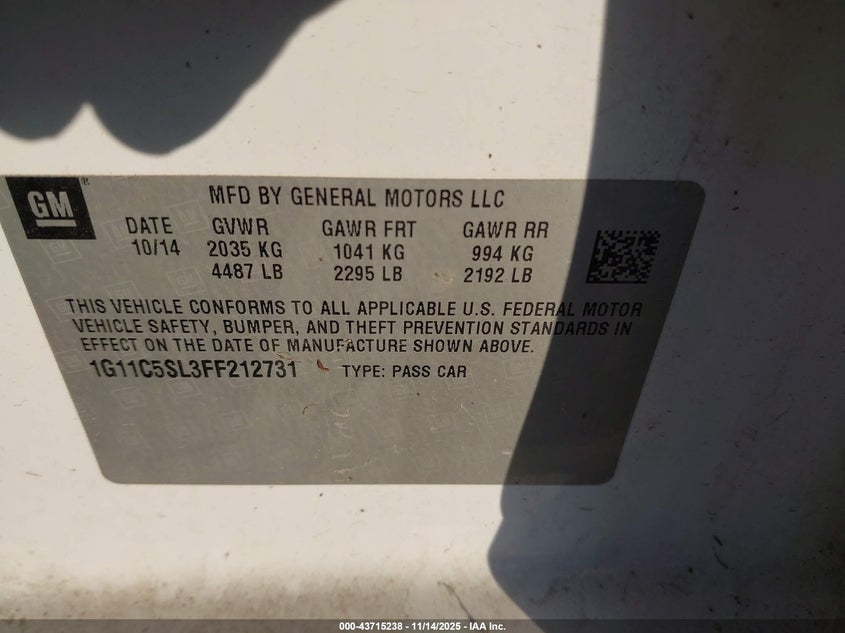 GM
MFD BY GENERAL MOTORS LLC
DATE GVWR GAWR FRT GAWR RR
10/14 2035 KG 1041 KG 994 KG
4487 LB 2295 LB 2192 LB
THIS VEHICLE CONFORMS TO ALL APPLICABLE U.S. FEDERAL MOTOR
VEHICLE SAFETY, BUMPER, AND THEFT PREVENTION STANDARDS IN
EFFECT ON THE DATE OF MANUFACTURE SHOWN ABOVE.
1G11C5SL3FF212731 TYPE: PASS CAR
000-43715238 - 11/14/2025 - IAA Inc.